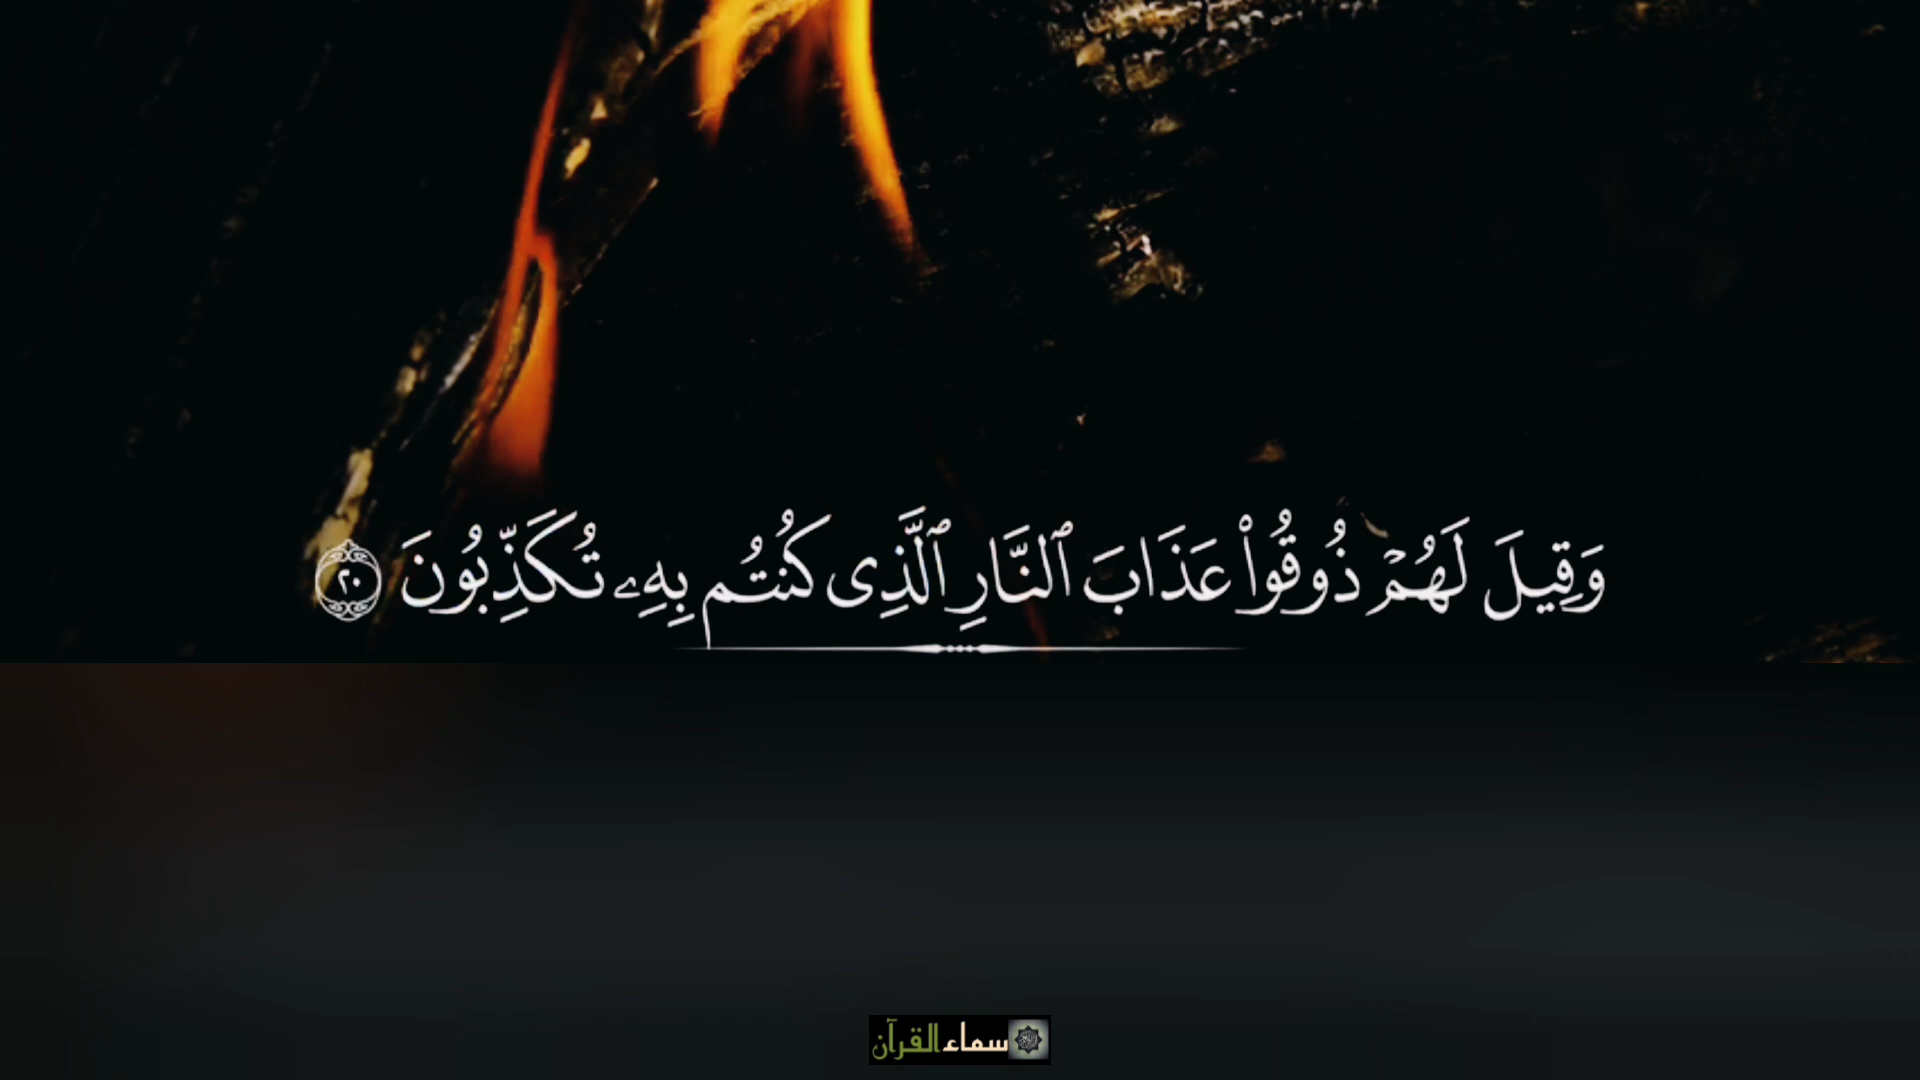 وَقِيلَ لَهُمْ ذُوقُوا۟ عَذَابَ ٱلنَّارِ ٱلَّذِى كُنتُم بِهِۦ تُكَذِّبُونَ ٢٠
سماء القرآن